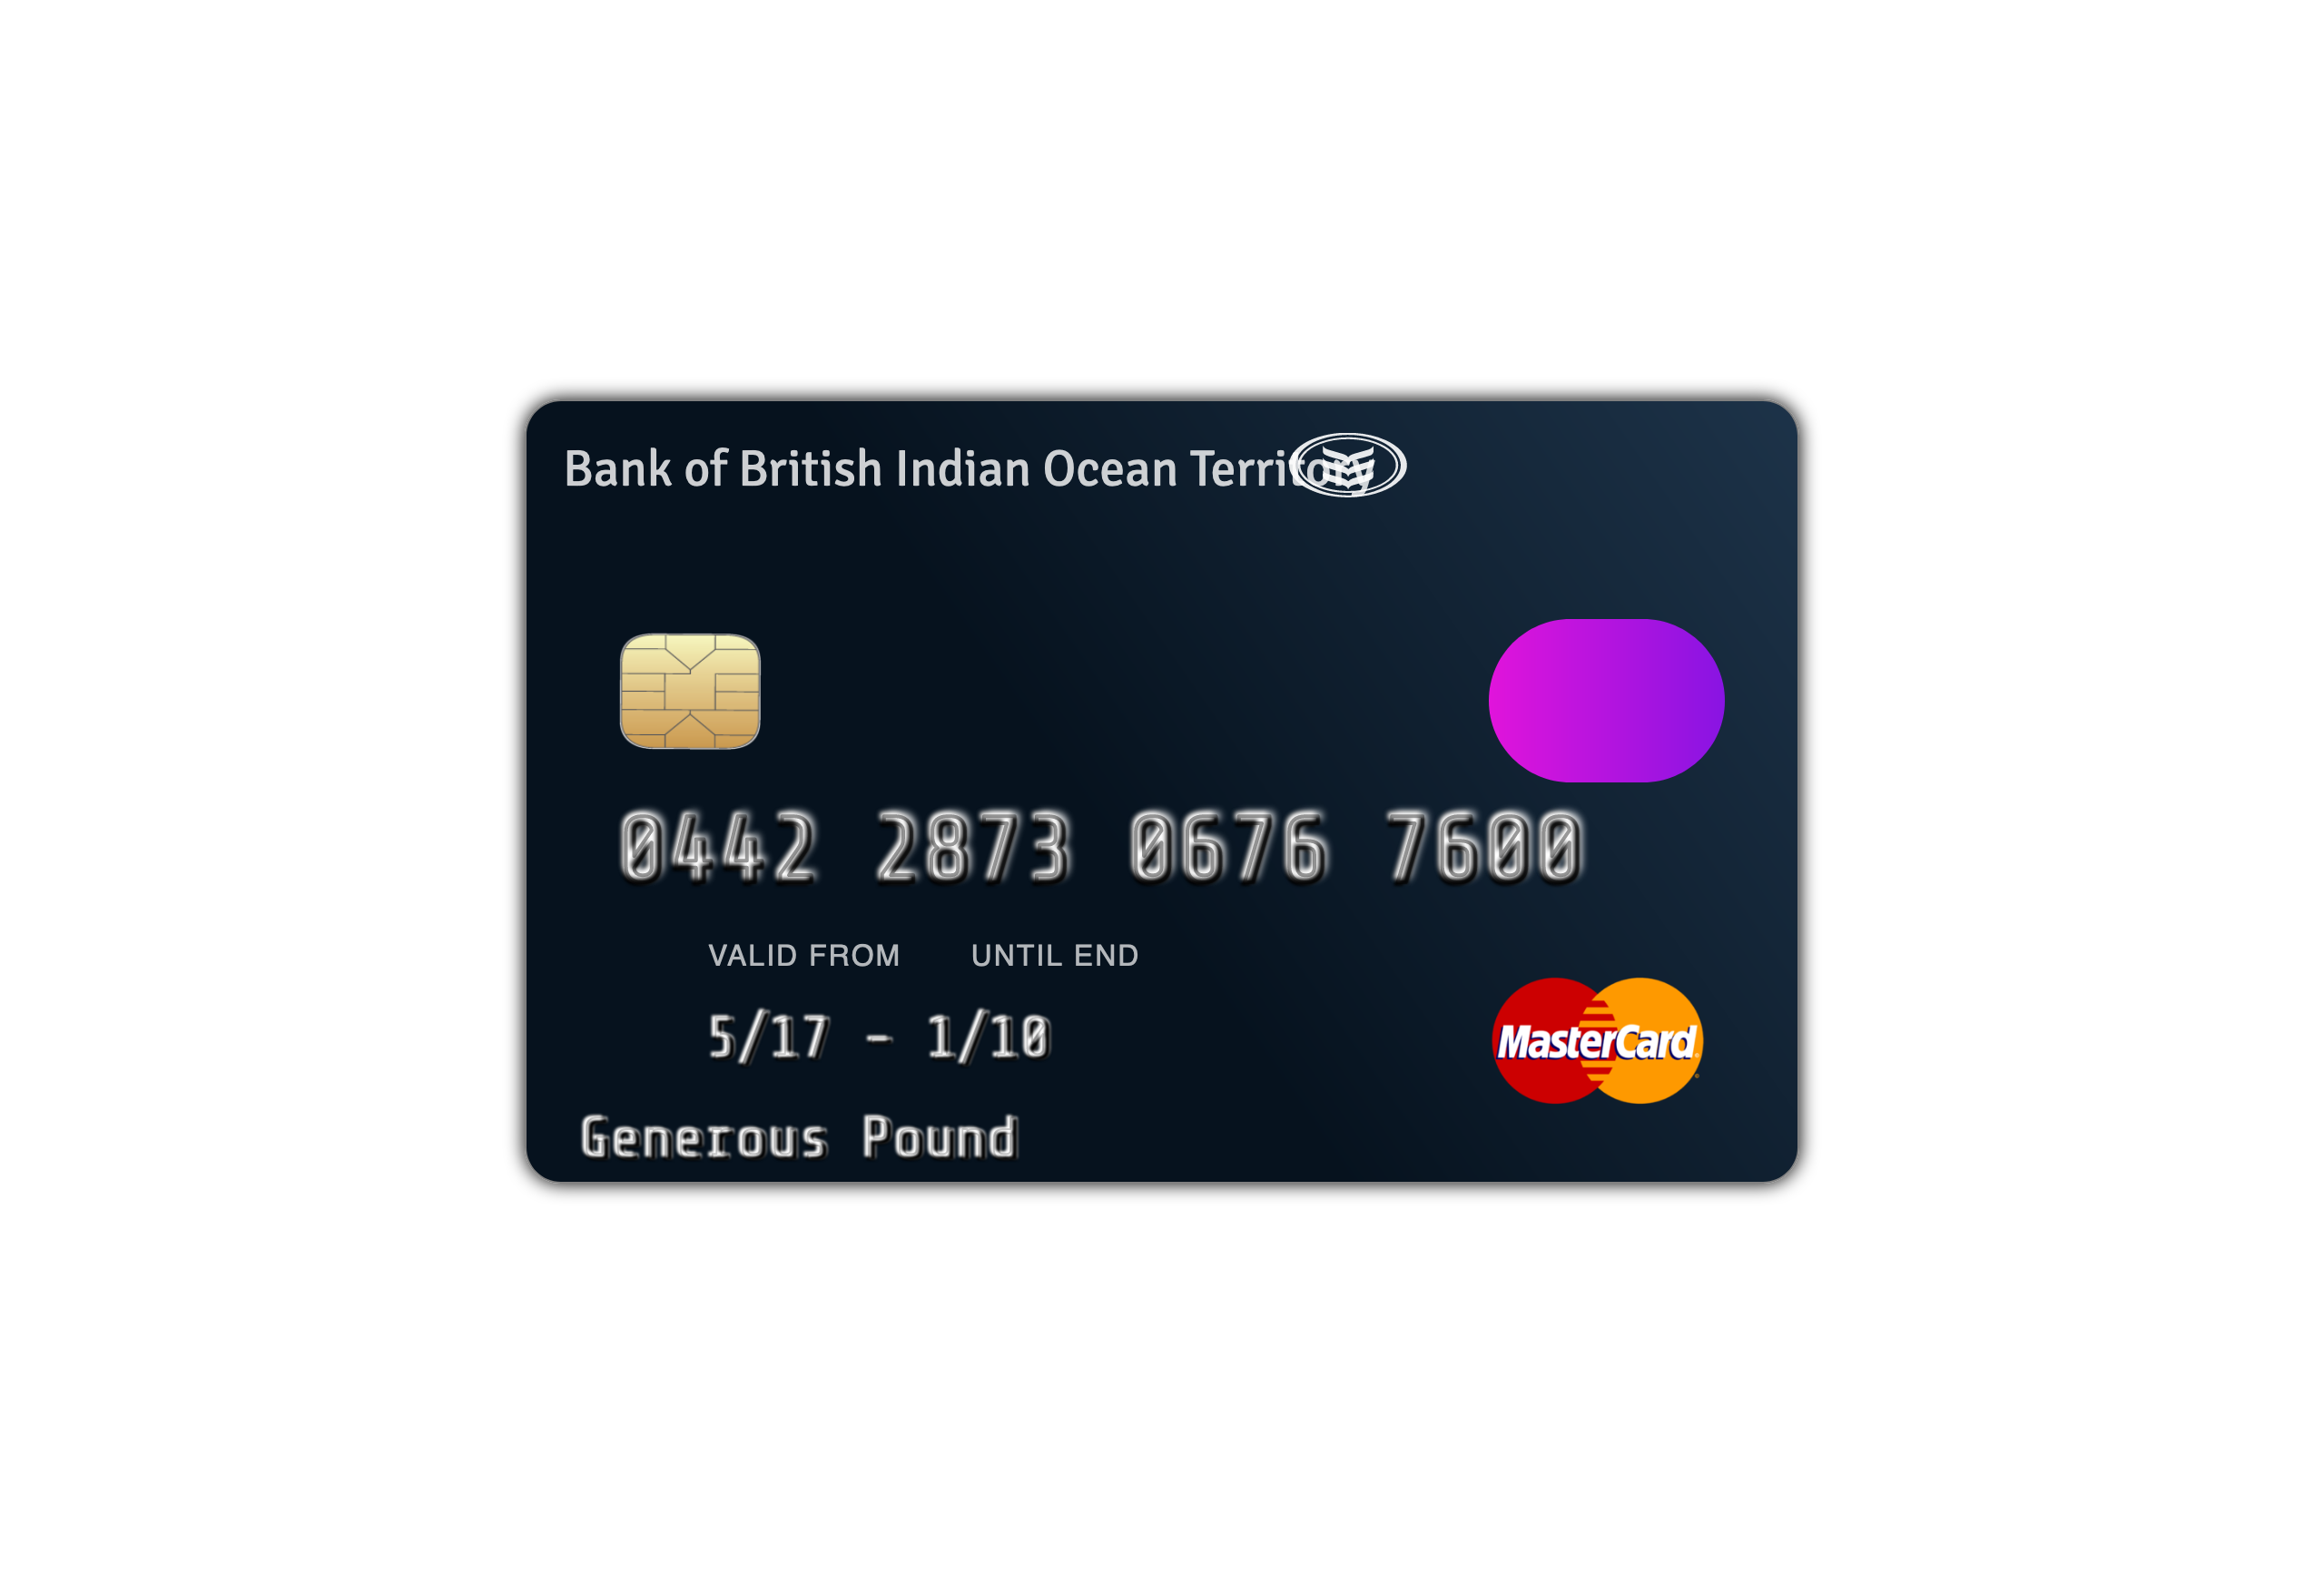 Bank of British Indian Ocean Territory
0442 2873 0676 7600
VALID FROM UNTIL END
5/17 - 1/10
MasterCard
Generous Pound